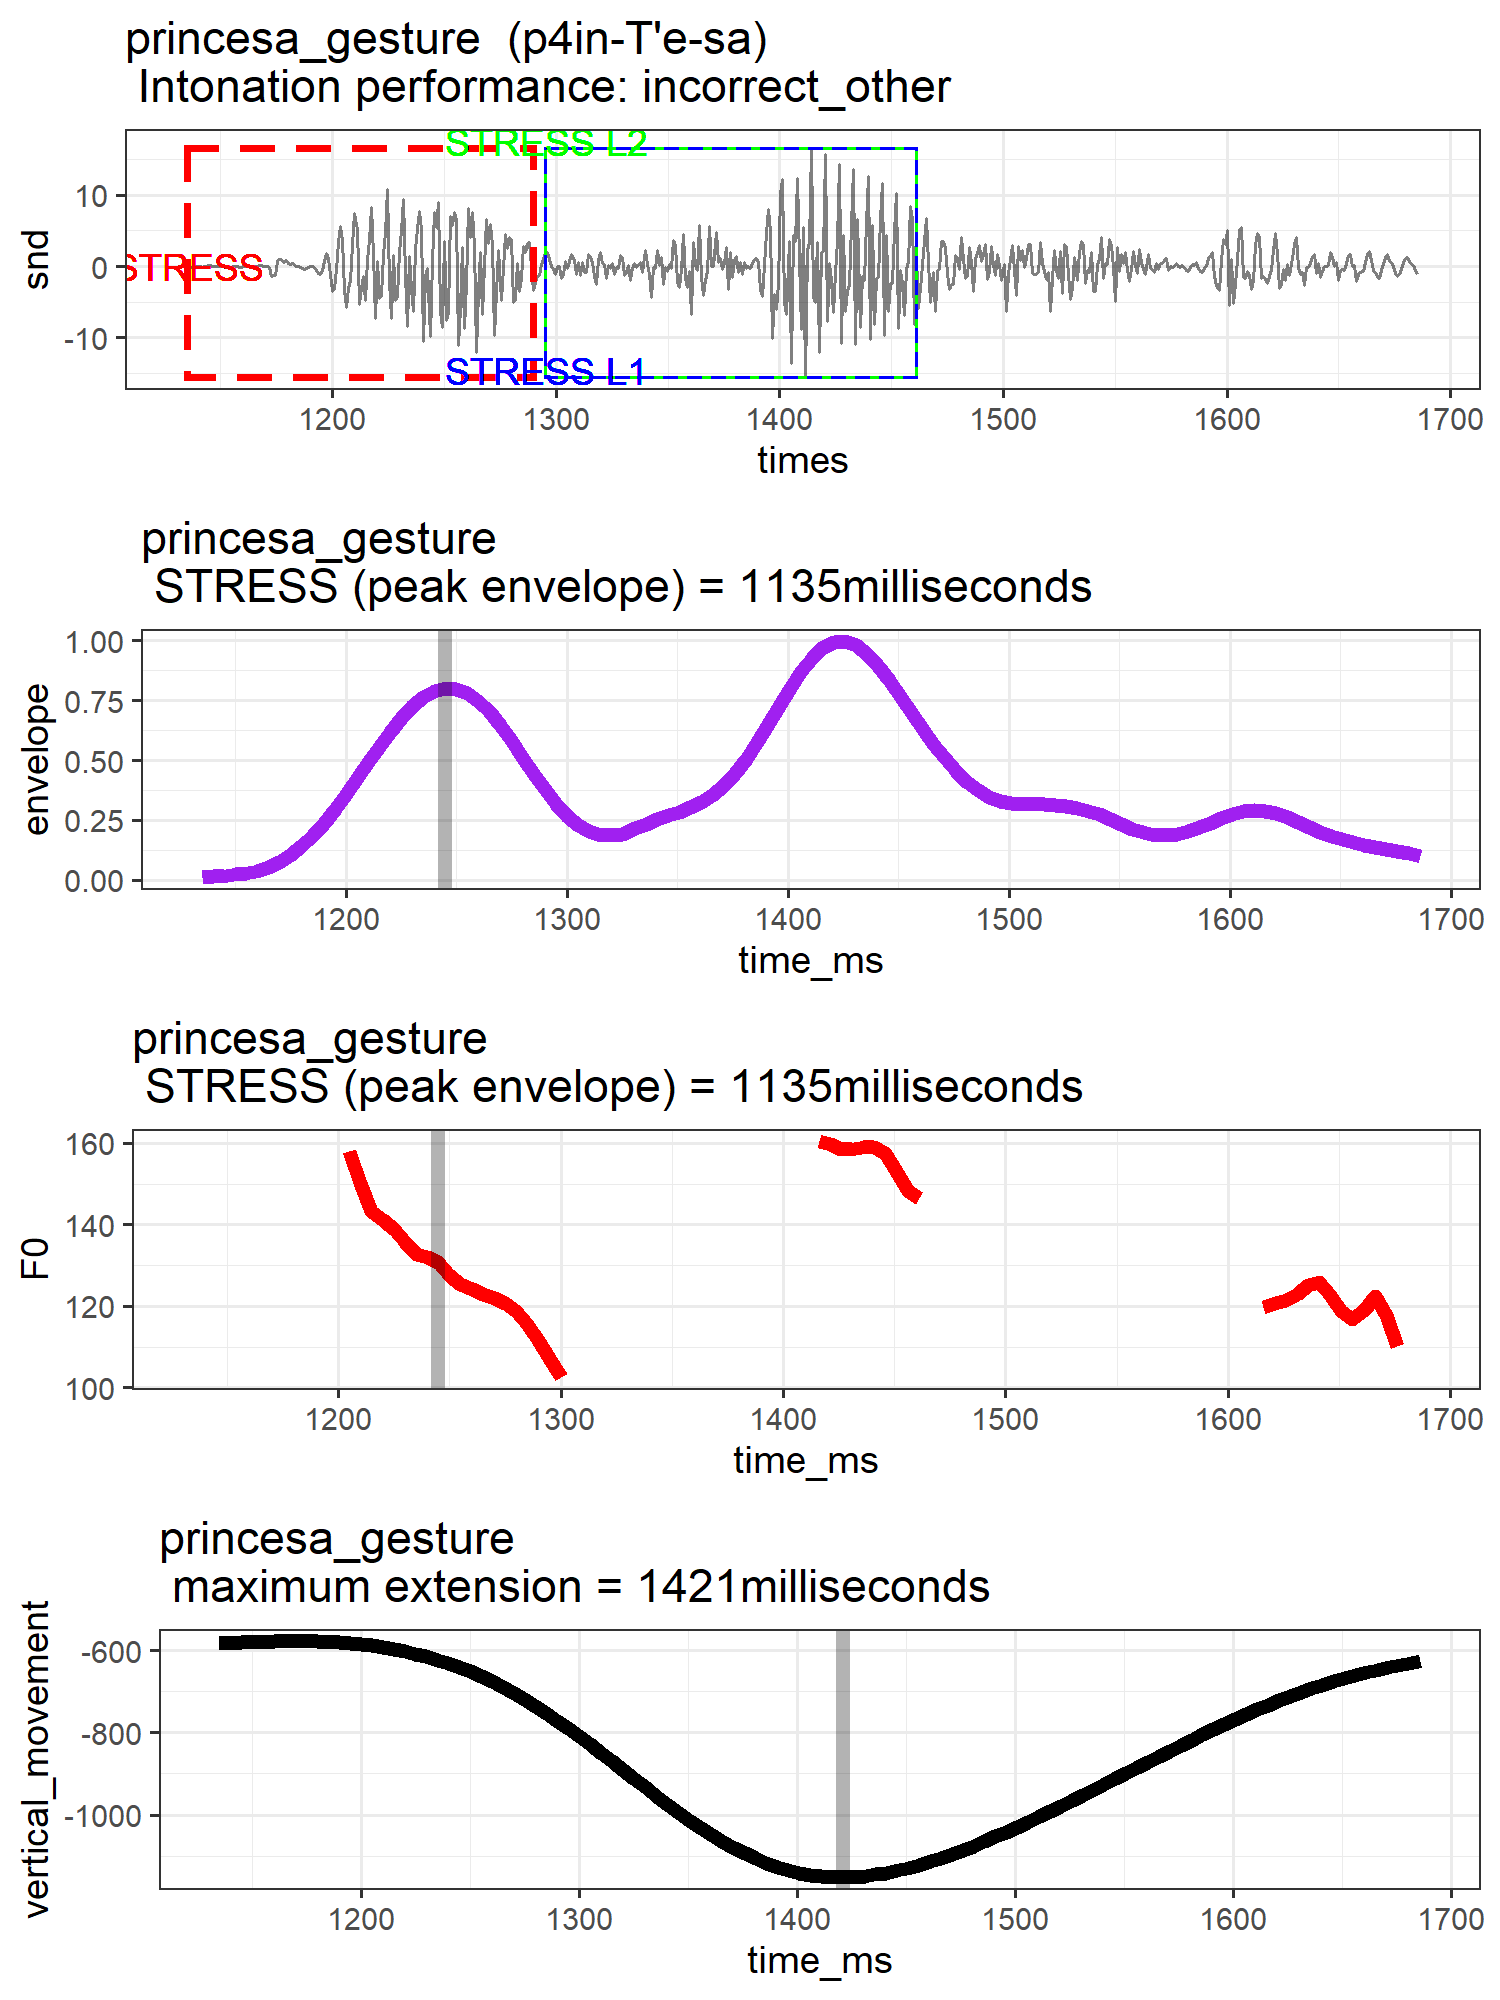 princesa_gesture (p4in-T'e-sa)
Intonation performance: incorrect_other
snd
10
0
-10
STRESS L2
STRESS
STRESS L1
1200
1300
1400
1500
1600
1700
times
princesa_gesture
STRESS (peak envelope) = 1135milliseconds
envelope
1.00
0.75
0.50
0.25
0.00
1200
1300
1400
1500
1600
1700
time_ms
princesa_gesture
STRESS (peak envelope) = 1135milliseconds
F0
160
140
120
100
1200
1300
1400
1500
1600
1700
time_ms
princesa_gesture
maximum extension = 1421milliseconds
vertical_movement
-600
-800
-1000
1200
1300
1400
1500
1600
1700
time_ms